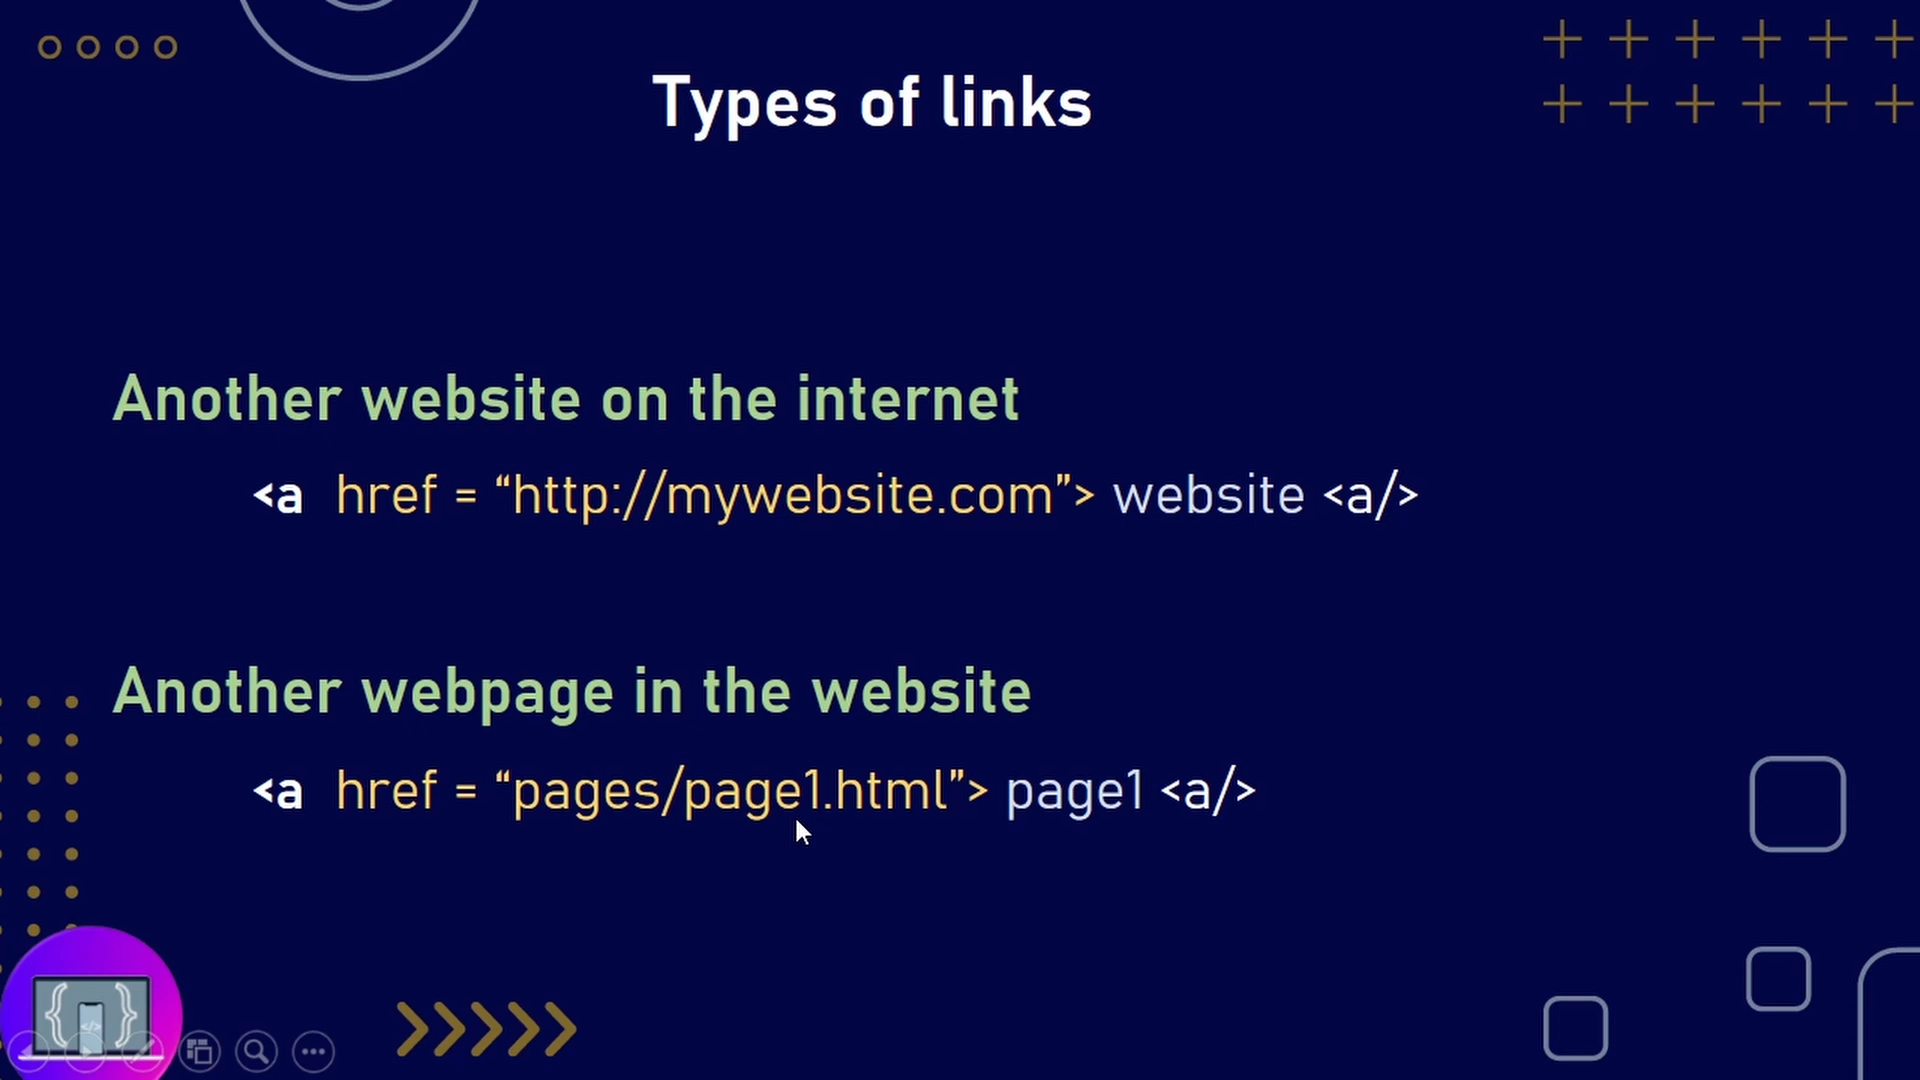 Types of links
Another website on the internet
<a href = “http://mywebsite.com”> website <a/>
Another webpage in the website
<a href = “pages/page1.html”> page1 <a/>
{ </> }